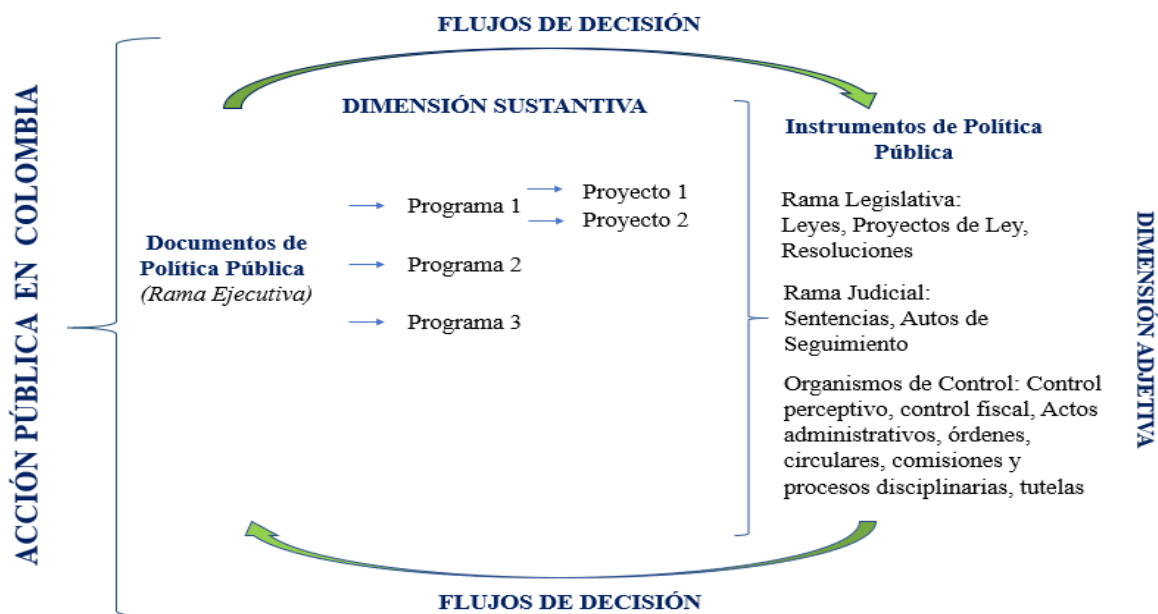 ACCIÓN PÚBLICA EN COLOMBIA
FLUJOS DE DECISIÓN
DIMENSIÓN SUSTANTIVA
Documentos de
Política Pública
(Rama Ejecutiva)
Programa 1
Proyecto 1
Proyecto 2
Programa 2
Programa 3
Instrumentos de Política
Pública
Rama Legislativa:
Leyes, Proyectos de Ley,
Resoluciones
Rama Judicial:
Sentencias, Autos de
Seguimiento
Organismos de Control: Control
perceptivo, control fiscal, Actos
administrativos, órdenes,
circulares, comisiones y
procesos disciplinarias, tutelas
DIMENSIÓN ADJETIVA
FLUJOS DE DECISIÓN